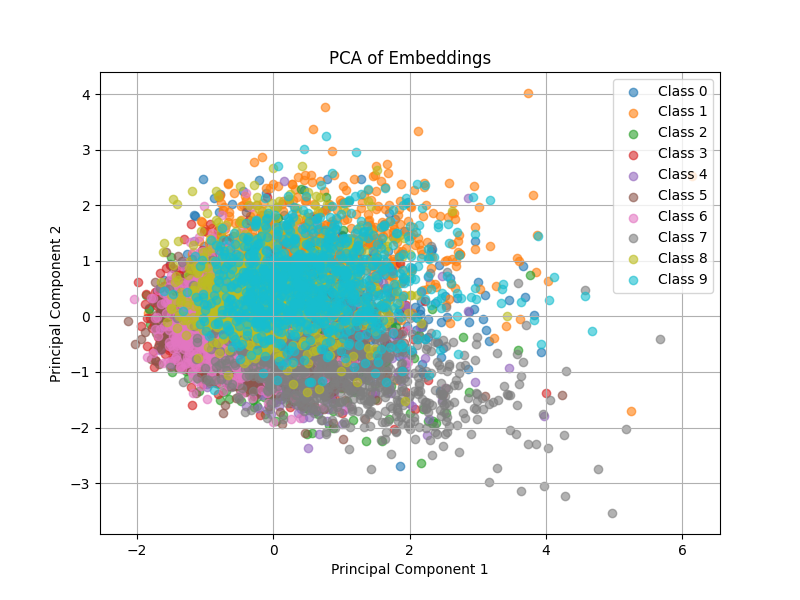 PCA of Embeddings
Class 0
Class 1
Class 2
Class 3
Class 4
Class 5
Class 6
Class 7
Class 8
Class 9
4
3
2
1
0
−1
−2
−3
Principal Component 2
−2 0 2 4 6
Principal Component 1